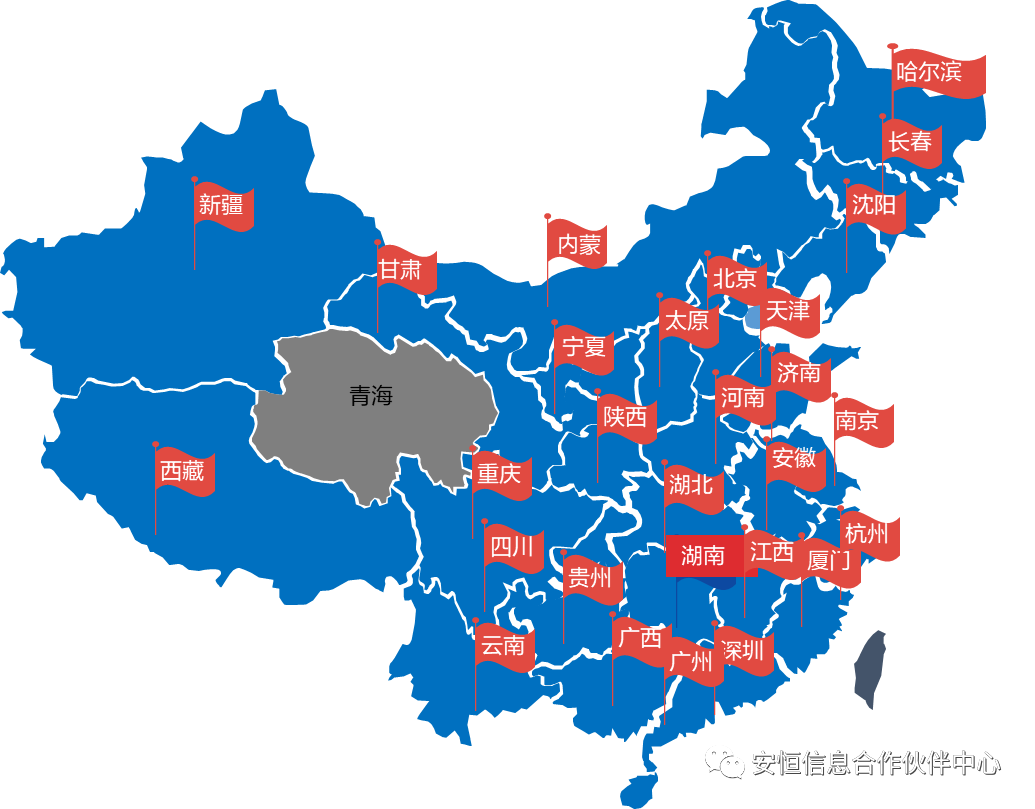 哈尔滨
长春
沈阳
新疆
内蒙
甘肃
北京
天津
太原
宁夏
济南
青海
河南
陕西
南京
安徽
西藏
重庆
湖北
杭州
四川
湖南
江西
厦门
贵州
云南
广西
广州
深圳
安恒信息合作伙伴中心